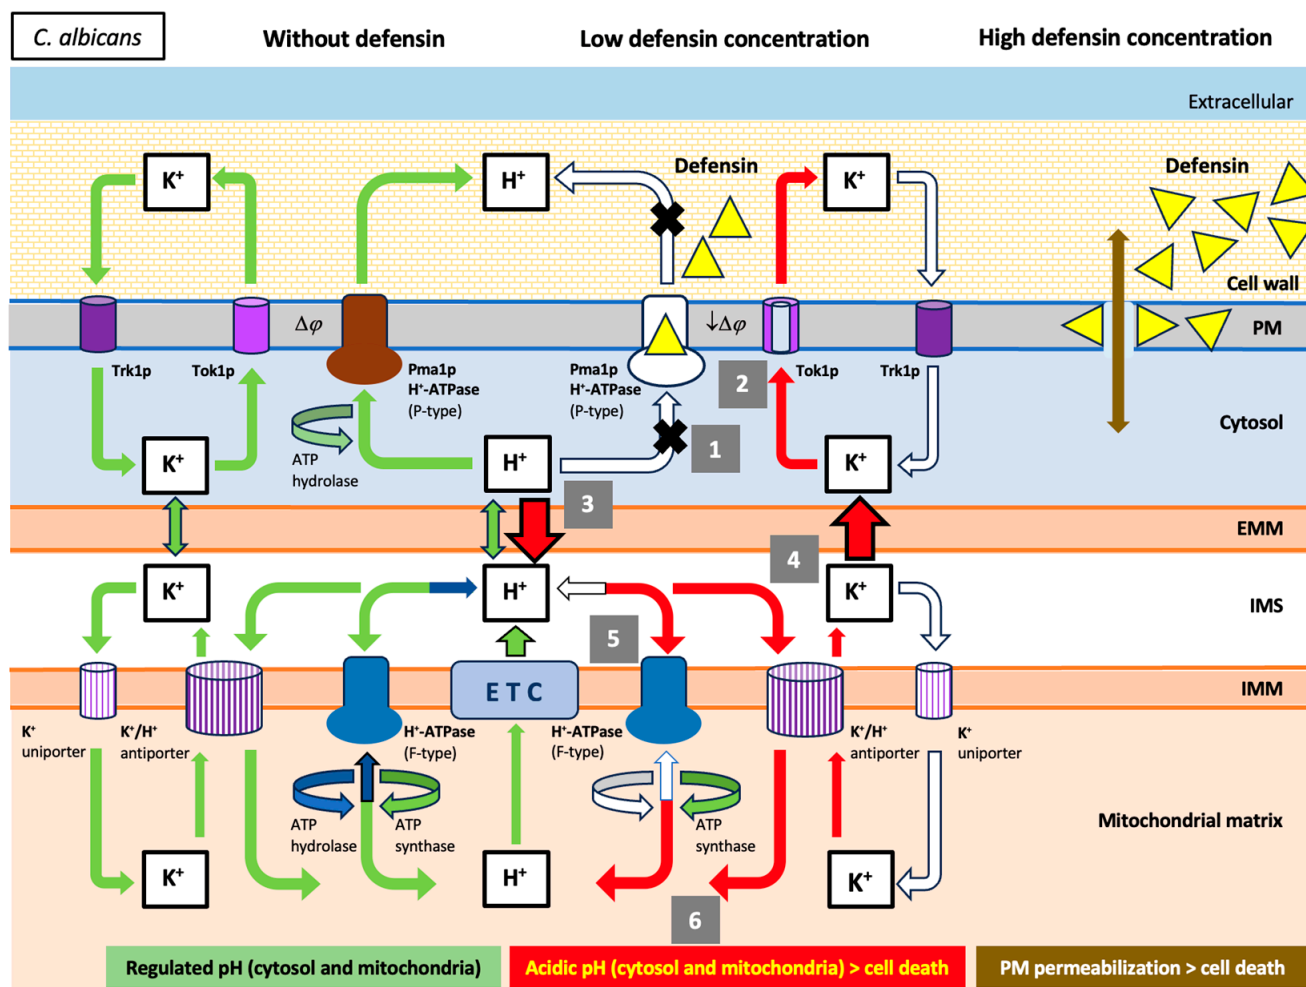 C. albicans
Without defensin
Low defensin concentration
High defensin concentration
Extracellular
K⁺
H⁺
Defensin
K⁺
Defensin
Cell wall
Δφ
↓Δφ
PM
Trk1p
Tok1p
Pma1p
H⁺-ATPase
(P-type)
Pma1p
H⁺-ATPase
(P-type)
2
Tok1p
Trk1p
Cytosol
ATP
hydrolase
K⁺
H⁺
1
K⁺
3
EMM
4
K⁺
H⁺
K⁺
IMS
5
E T C
IMM
K⁺
uniporter
K⁺/H⁺
antiporter
H⁺-ATPase
(F-type)
H⁺-ATPase
(F-type)
K⁺/H⁺
antiporter
K⁺
uniporter
ATP
hydrolase
ATP
synthase
ATP
synthase
Mitochondrial matrix
K⁺
H⁺
K⁺
6
Regulated pH (cytosol and mitochondria)
Acidic pH (cytosol and mitochondria) > cell death
PM permeabilization > cell death